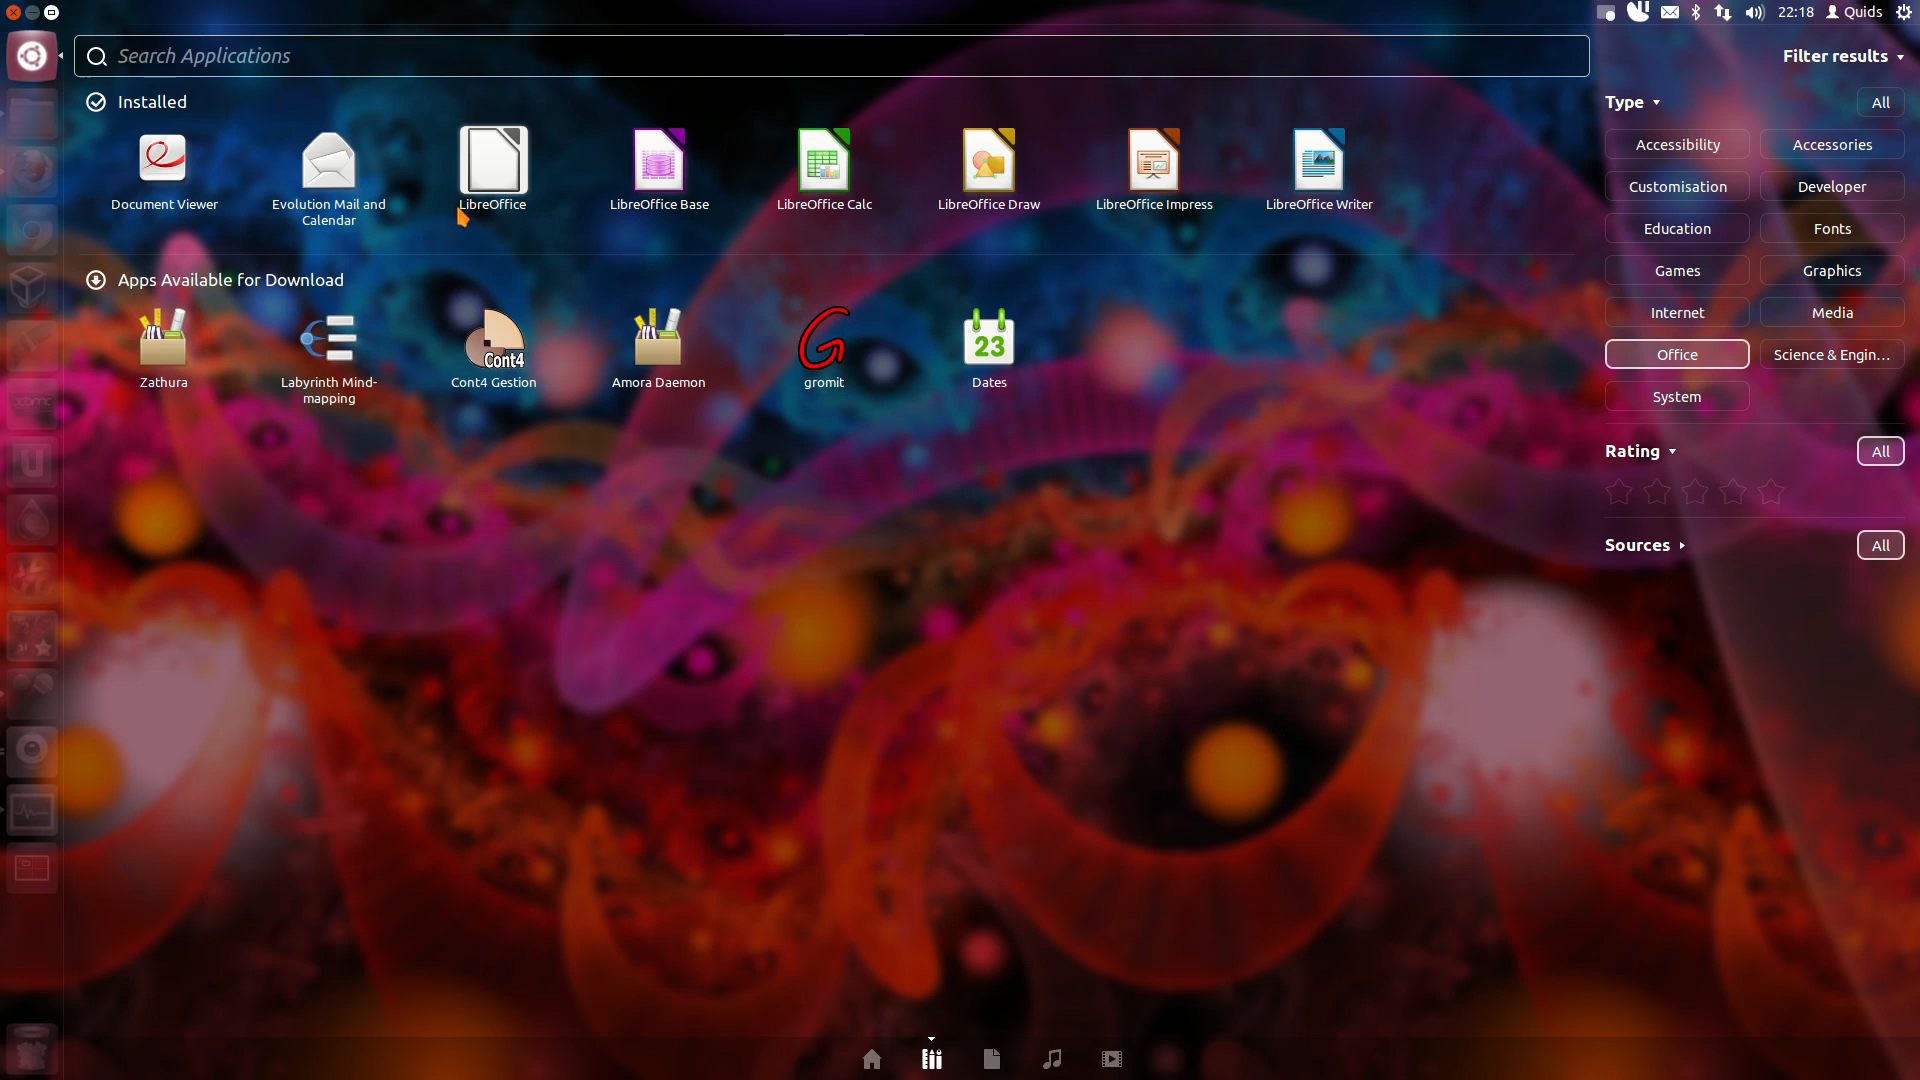 22:18
Quids
Search Applications
Filter results
Installed
Document Viewer
Evolution Mail and
Calendar
LibreOffice
LibreOffice Base
LibreOffice Calc
LibreOffice Draw
LibreOffice Impress
LibreOffice Writer
Apps Available for Download
Zathura
Labyrinth Mind-
mapping
Cont4
Cont4 Gestion
Amora Daemon
gromit
23
Dates
Type
All
Accessibility
Accessories
Customisation
Developer
Education
Fonts
Games
Graphics
Internet
Media
Office
Science & Engin...
System
Rating
All
Sources
All